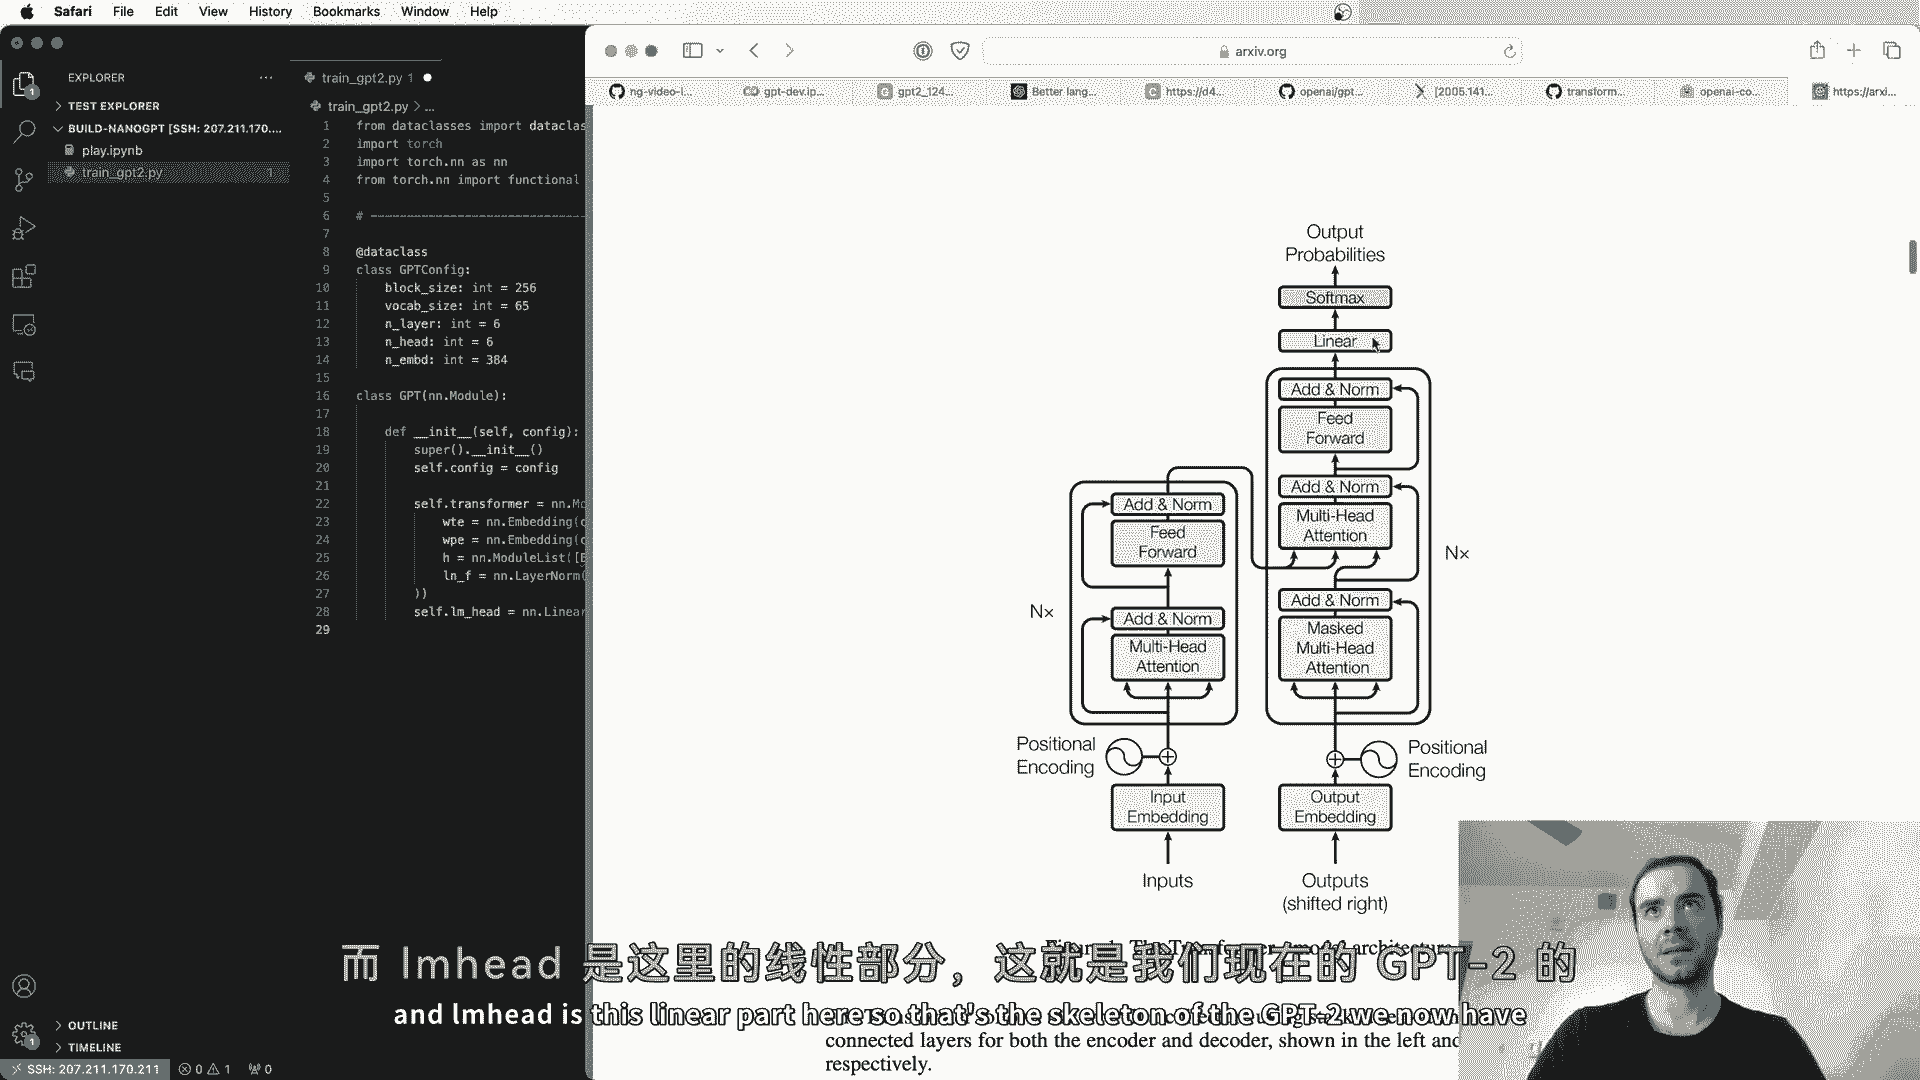 Safari File Edit View History Bookmarks Window Help
EXPLORER
TEST EXPLORER
BUILD-NANOGPT [SSH: 207.211.170....
play.ipynb
train_gpt2.py 1
OUTLINE
TIMELINE
SSH: 207.211.170.211 0 1 0
train_gpt2.py 1
train_gpt2.py > ...
1 from dataclasses import dataclas
2 import torch
3 import torch.nn as nn
4 from torch.nn import functional
5
6 # 
7
8 @dataclass
9 class GPTConfig:
10 block_size: int = 256
11 vocab_size: int = 65
12 n_layer: int = 6
13 n_head: int = 6
14 n_embd: int = 384
15
16 class GPT(nn.Module):
17
18 def __init__(self, config):
19 super().__init__()
20 self.config = config
21
22 self.transformer = nn.Mo
23 wte = nn.Embedding(c
24 wpe = nn.Embedding(c
25 h = nn.ModuleList([B
26 ln_f = nn.LayerNorm(
27 ))
28 self.lm_head = nn.Linear
29
arxiv.org
ng-video-l... gpt-dev.ip... gpt2_124... Better lang... https://d4... openai/gpt... [2005.141... transform... openai-co... https://arxi...
Output
Probabilities
Softmax
Linear
Add & Norm
Feed
Forward
Add & Norm
Multi-Head
Attention
Nx
Add & Norm
Masked
Multi-Head
Attention
Add & Norm
Feed
Forward
Nx
Add & Norm
Multi-Head
Attention
Positional
Encoding
Positional
Encoding
Input
Embedding
Output
Embedding
Inputs
Outputs
(shifted right)
Figure 1: The Transformer - model architecture.
而 lmhead 是这里的线性部分，这就是我们现在的 GPT-2 的
and lmhead is this linear part here so that's the skeleton of the GPT-2 we now have
connected layers for both the encoder and decoder, shown in the left and
respectively.